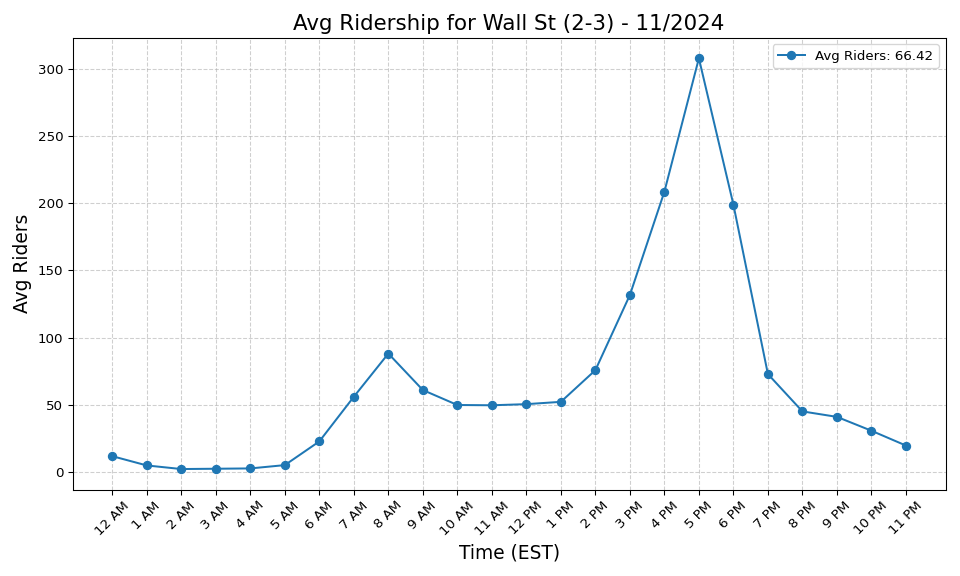 Avg Ridership for Wall St (2-3) - 11/2024
Avg Riders: 66.42
300
250
200
150
100
50
0
Avg Riders
12 AM
1 AM
2 AM
3 AM
4 AM
5 AM
6 AM
7 AM
8 AM
9 AM
10 AM
11 AM
12 PM
1 PM
2 PM
3 PM
4 PM
5 PM
6 PM
7 PM
8 PM
9 PM
10 PM
11 PM
Time (EST)